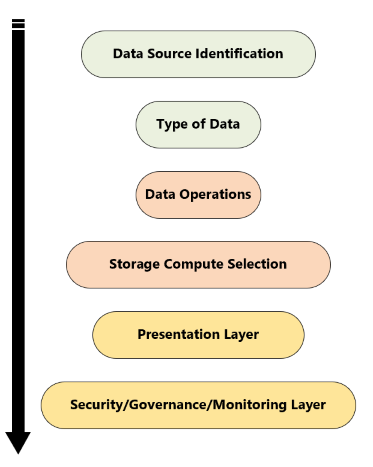 Data Source Identification
Type of Data
Data Operations
Storage Compute Selection
Presentation Layer
Security/Governance/Monitoring Layer